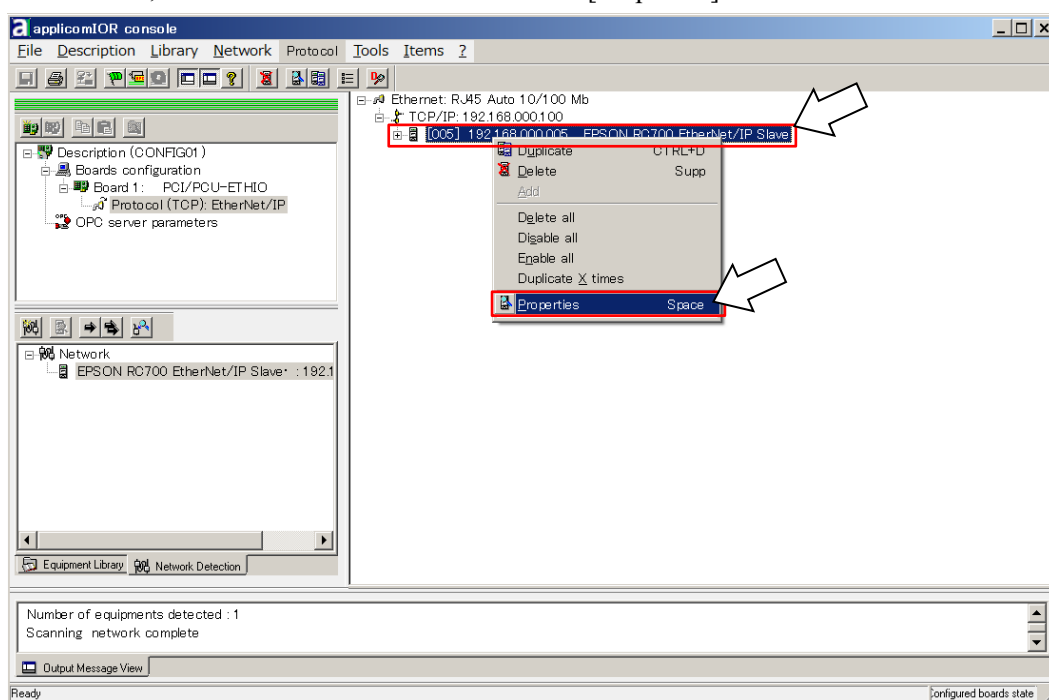 applicomIOR console
File Description Library Network Protocol Tools Items ?
Description (CONFIG01)
Boards configuration
Board 1: PCI/PCU-ETHIO
Protocol (TCP): EtherNet/IP
OPC server parameters
Network
EPSON RC700 EtherNet/IP Slave・ : 192.1
Equipment Library
Network Detection
Ethernet: RJ45 Auto 10/100 Mb
TCP/IP: 192.168.000.100
[005] 192.168.000.005 EPSON RC700 EtherNet/IP Slave
Duplicate CTRL+D
Delete Supp
Add
Delete all
Disable all
Enable all
Duplicate X times
Properties Space
Number of equipments detected : 1
Scanning network complete
Output Message View
Ready
Configured boards state